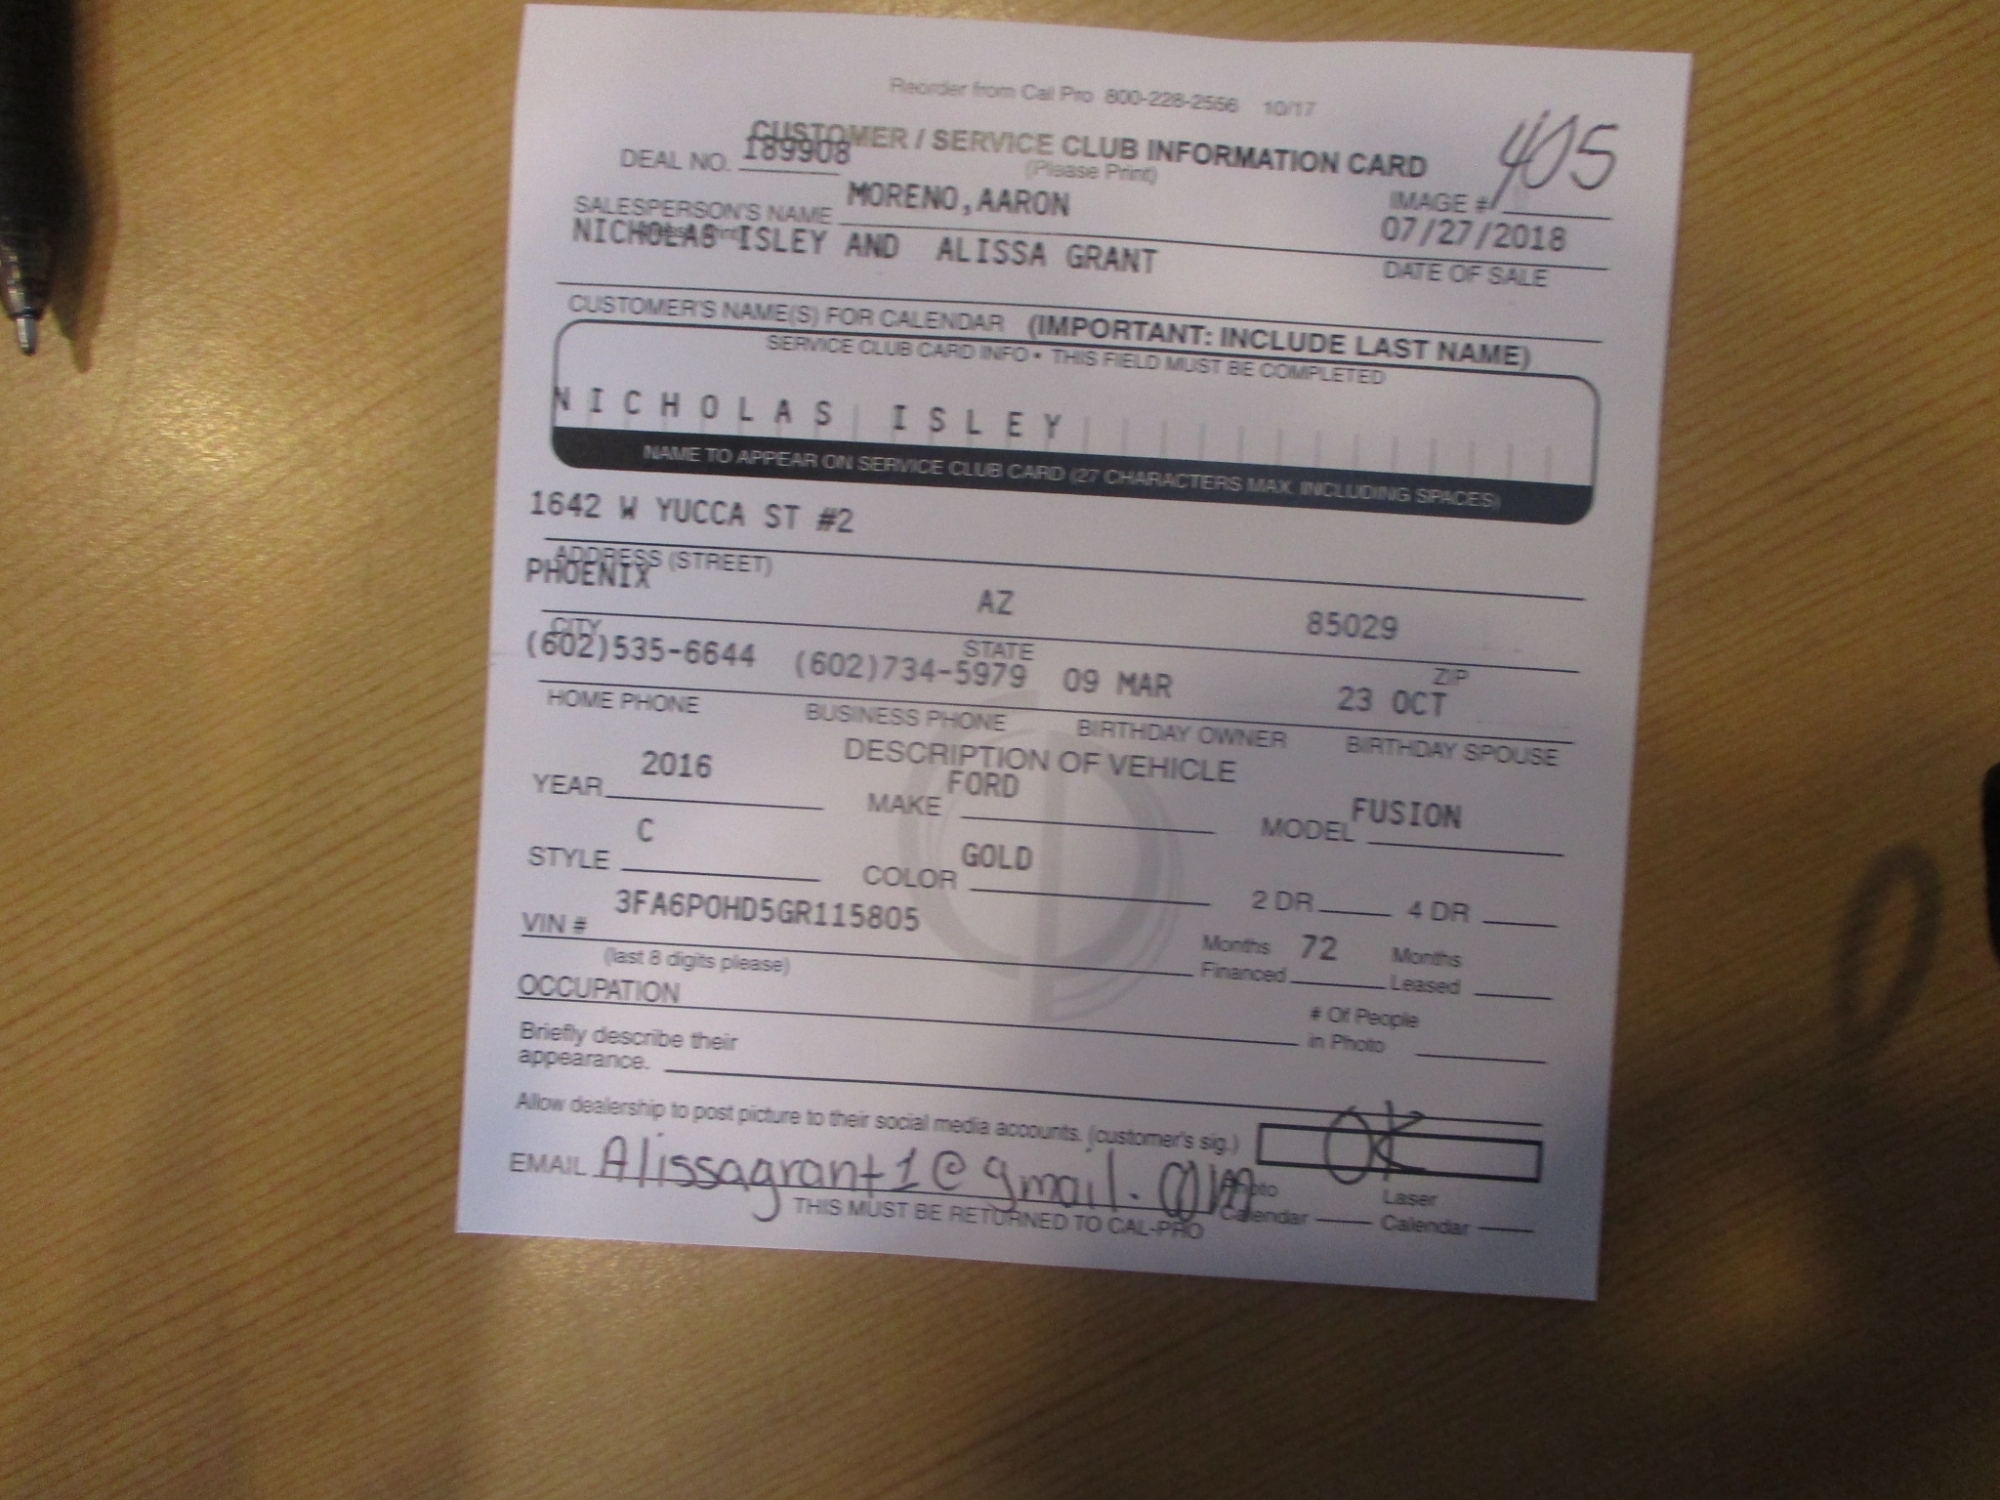 Reorder from Cal Pro 800-228-2556 10/17
CUSTOMER / SERVICE CLUB INFORMATION CARD
(Please Print)
405
DEAL NO. 189908
IMAGE #
SALESPERSON'S NAME MORENO, AARON
07/27/2018
NICHOLAS ISLEY AND ALISSA GRANT
DATE OF SALE
CUSTOMER'S NAME(S) FOR CALENDAR (IMPORTANT: INCLUDE LAST NAME)
SERVICE CLUB CARD INFO • THIS FIELD MUST BE COMPLETED
NICHOLAS ISLEY
NAME TO APPEAR ON SERVICE CLUB CARD (27 CHARACTERS MAX. INCLUDING SPACES)
1642 W YUCCA ST #2
ADDRESS (STREET)
PHOENIX AZ 85029
CITY STATE ZIP
(602)535-6644 (602)734-5979 09 MAR 23 OCT
HOME PHONE BUSINESS PHONE BIRTHDAY OWNER BIRTHDAY SPOUSE
DESCRIPTION OF VEHICLE
YEAR 2016 MAKE FORD MODEL FUSION
STYLE C COLOR GOLD 2 DR 4 DR
VIN # 3FA6P0HD5GR115805
(last 8 digits please)
Months Financed 72 Months Leased
OCCUPATION
# Of People in Photo
Briefly describe their
appearance.
Allow dealership to post picture to their social media accounts. (customer's sig.) OK
EMAIL Alissagrant1@gmail.com
Photo Calendar Laser Calendar
THIS MUST BE RETURNED TO CAL-PRO